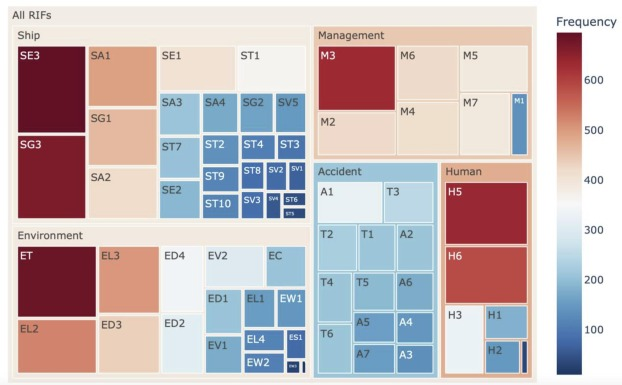 All RIFs
Frequency
Ship
SE3
SA1
SE1
ST1
SG3
SG1
SA2
SA3
SA4
SG2
SV5
ST7
ST2
ST4
ST3
SE2
ST9
ST8
SV2
SV1
ST10
SV3
SV4
ST6
ST5
Environment
ET
EL3
ED4
EV2
EC
EL2
ED3
ED2
ED1
EL1
EW1
EV1
EL4
ES1
EW2
Management
M3
M6
M5
M2
M4
M7
M1
Accident
A1
T3
T2
T1
A2
T4
T5
A6
T6
A5
A4
A7
A3
Human
H5
H6
H3
H1
H2
600
500
400
300
200
100